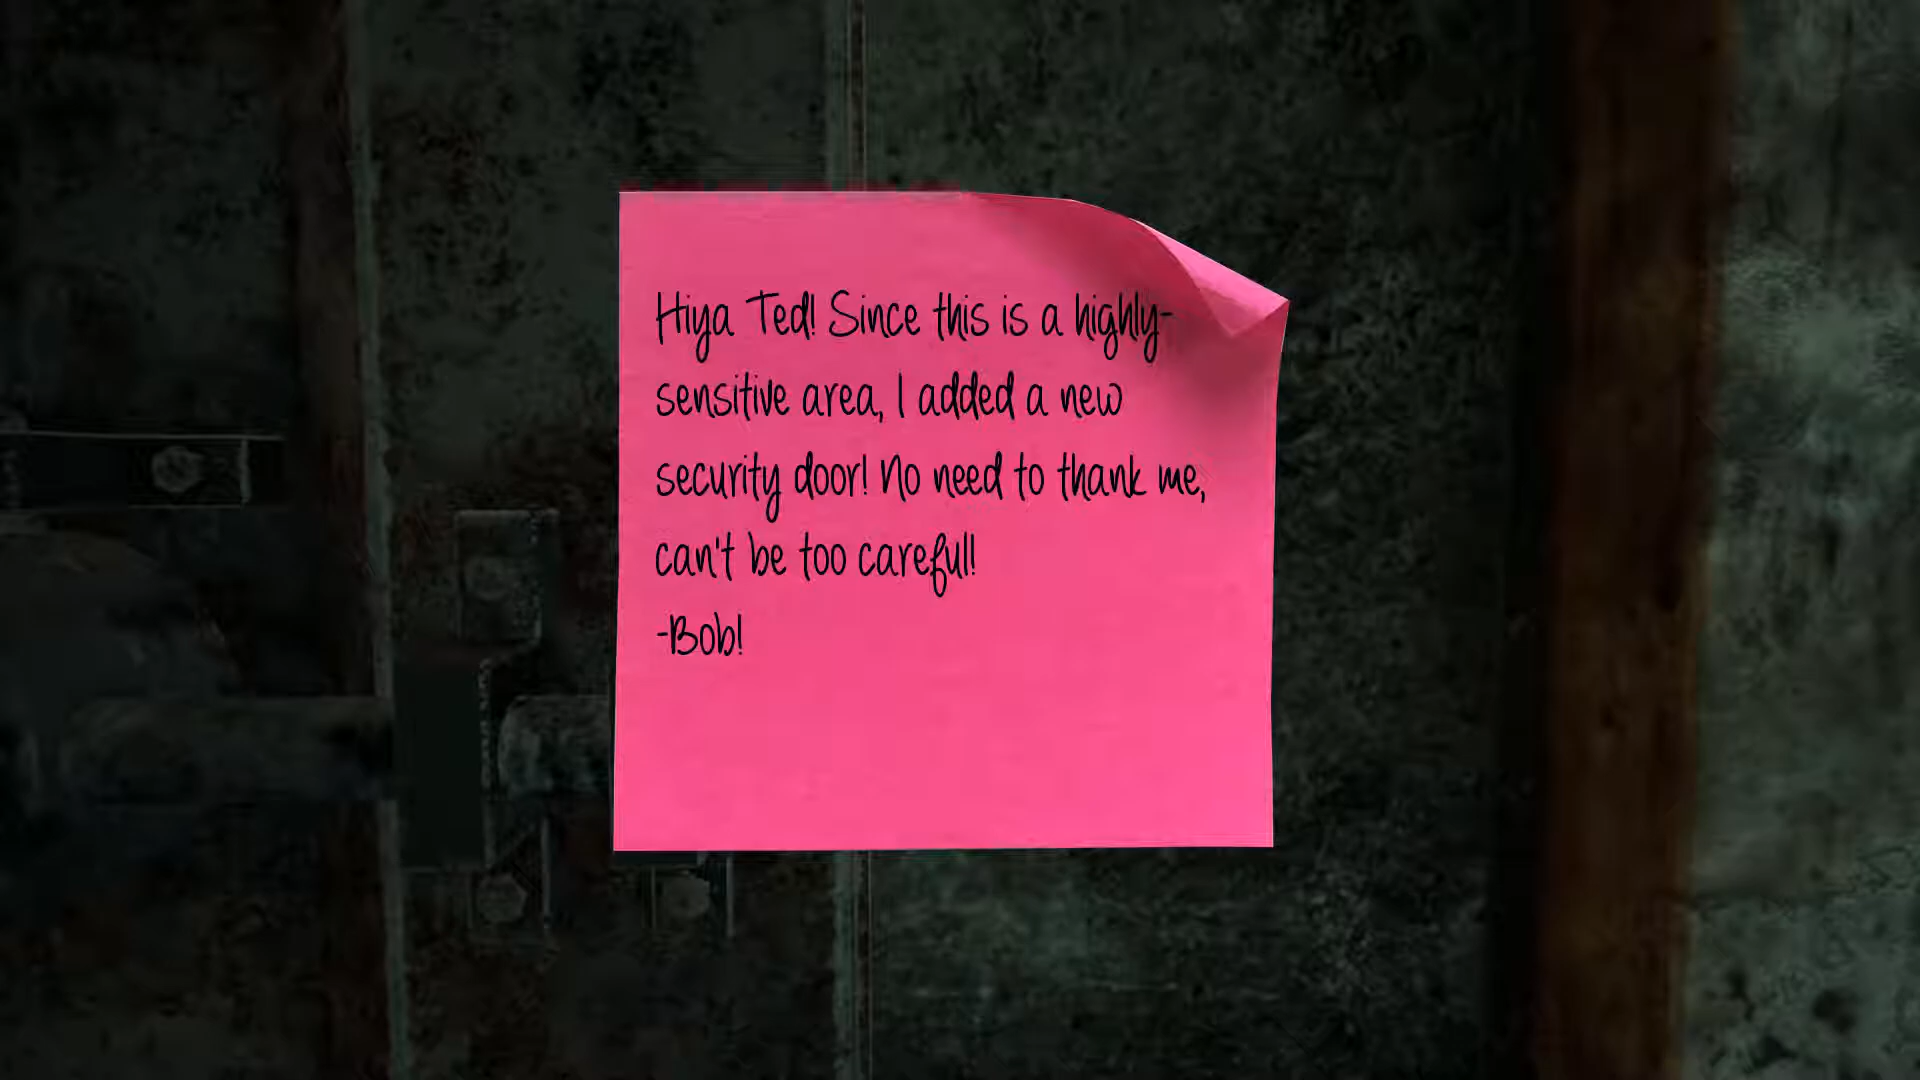 Hiya Ted! Since this is a highly-
sensitive area, I added a new
security door! No need to thank me,
can't be too careful!
-Bob!